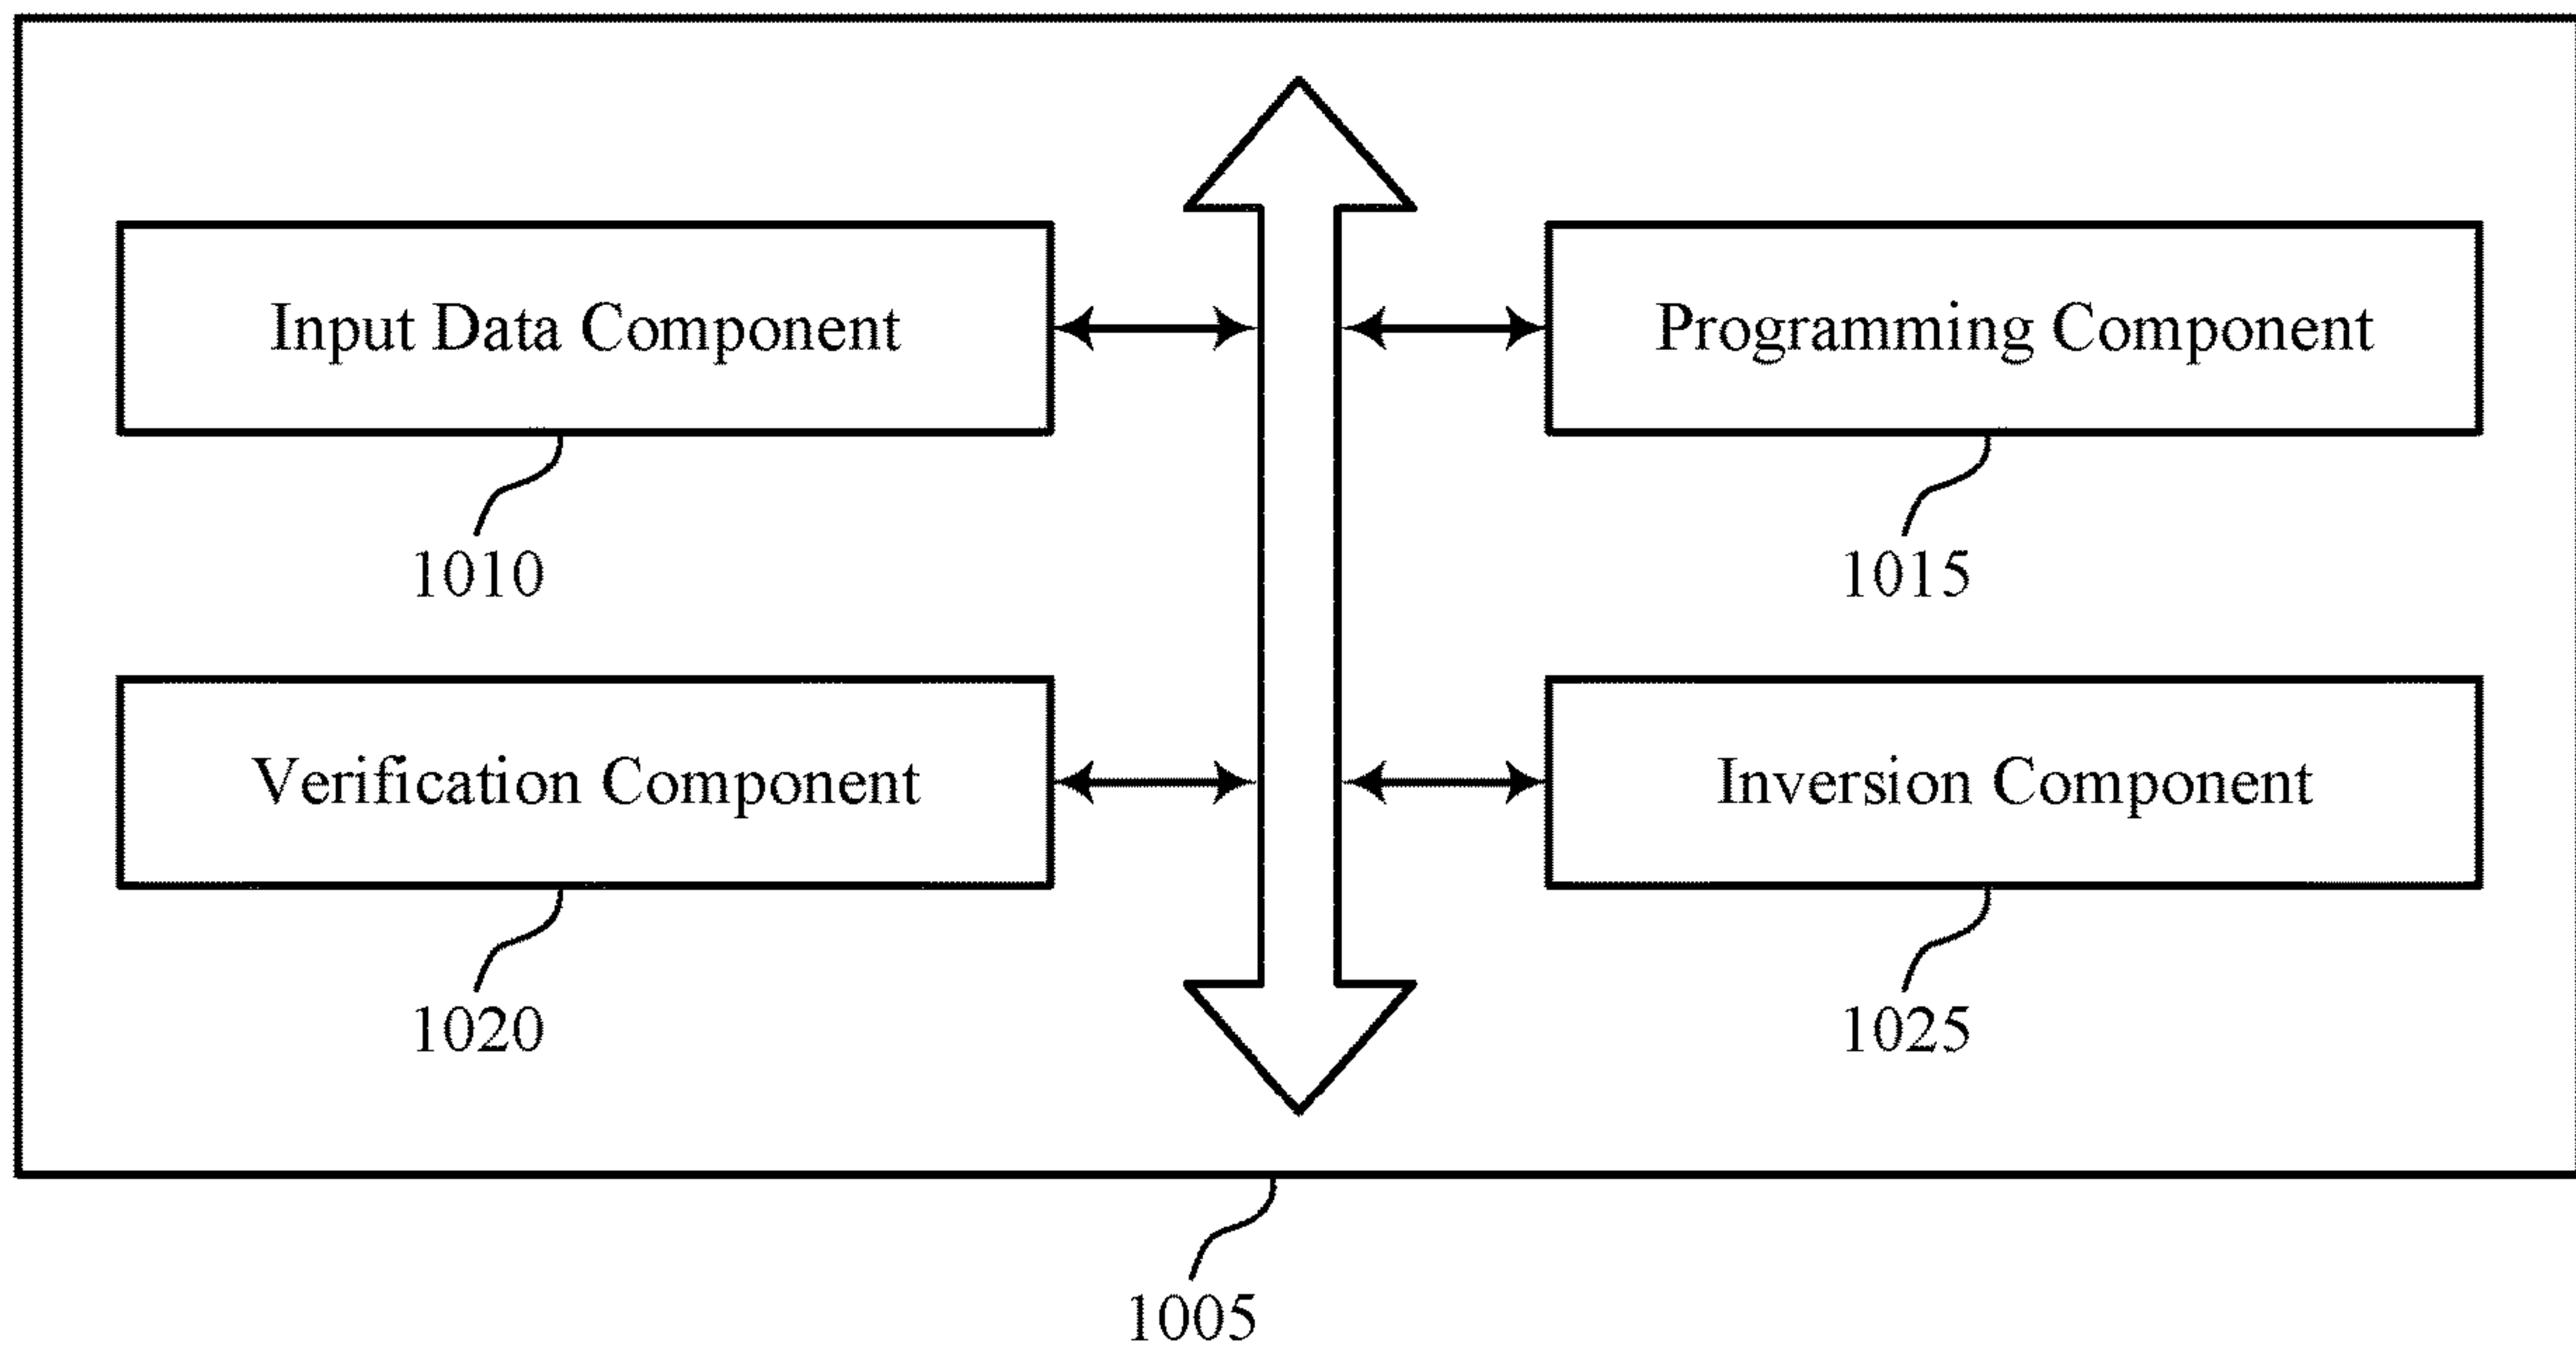 Input Data Component
Programming Component
1010
1015
Verification Component
Inversion Component
1020
1025
1005